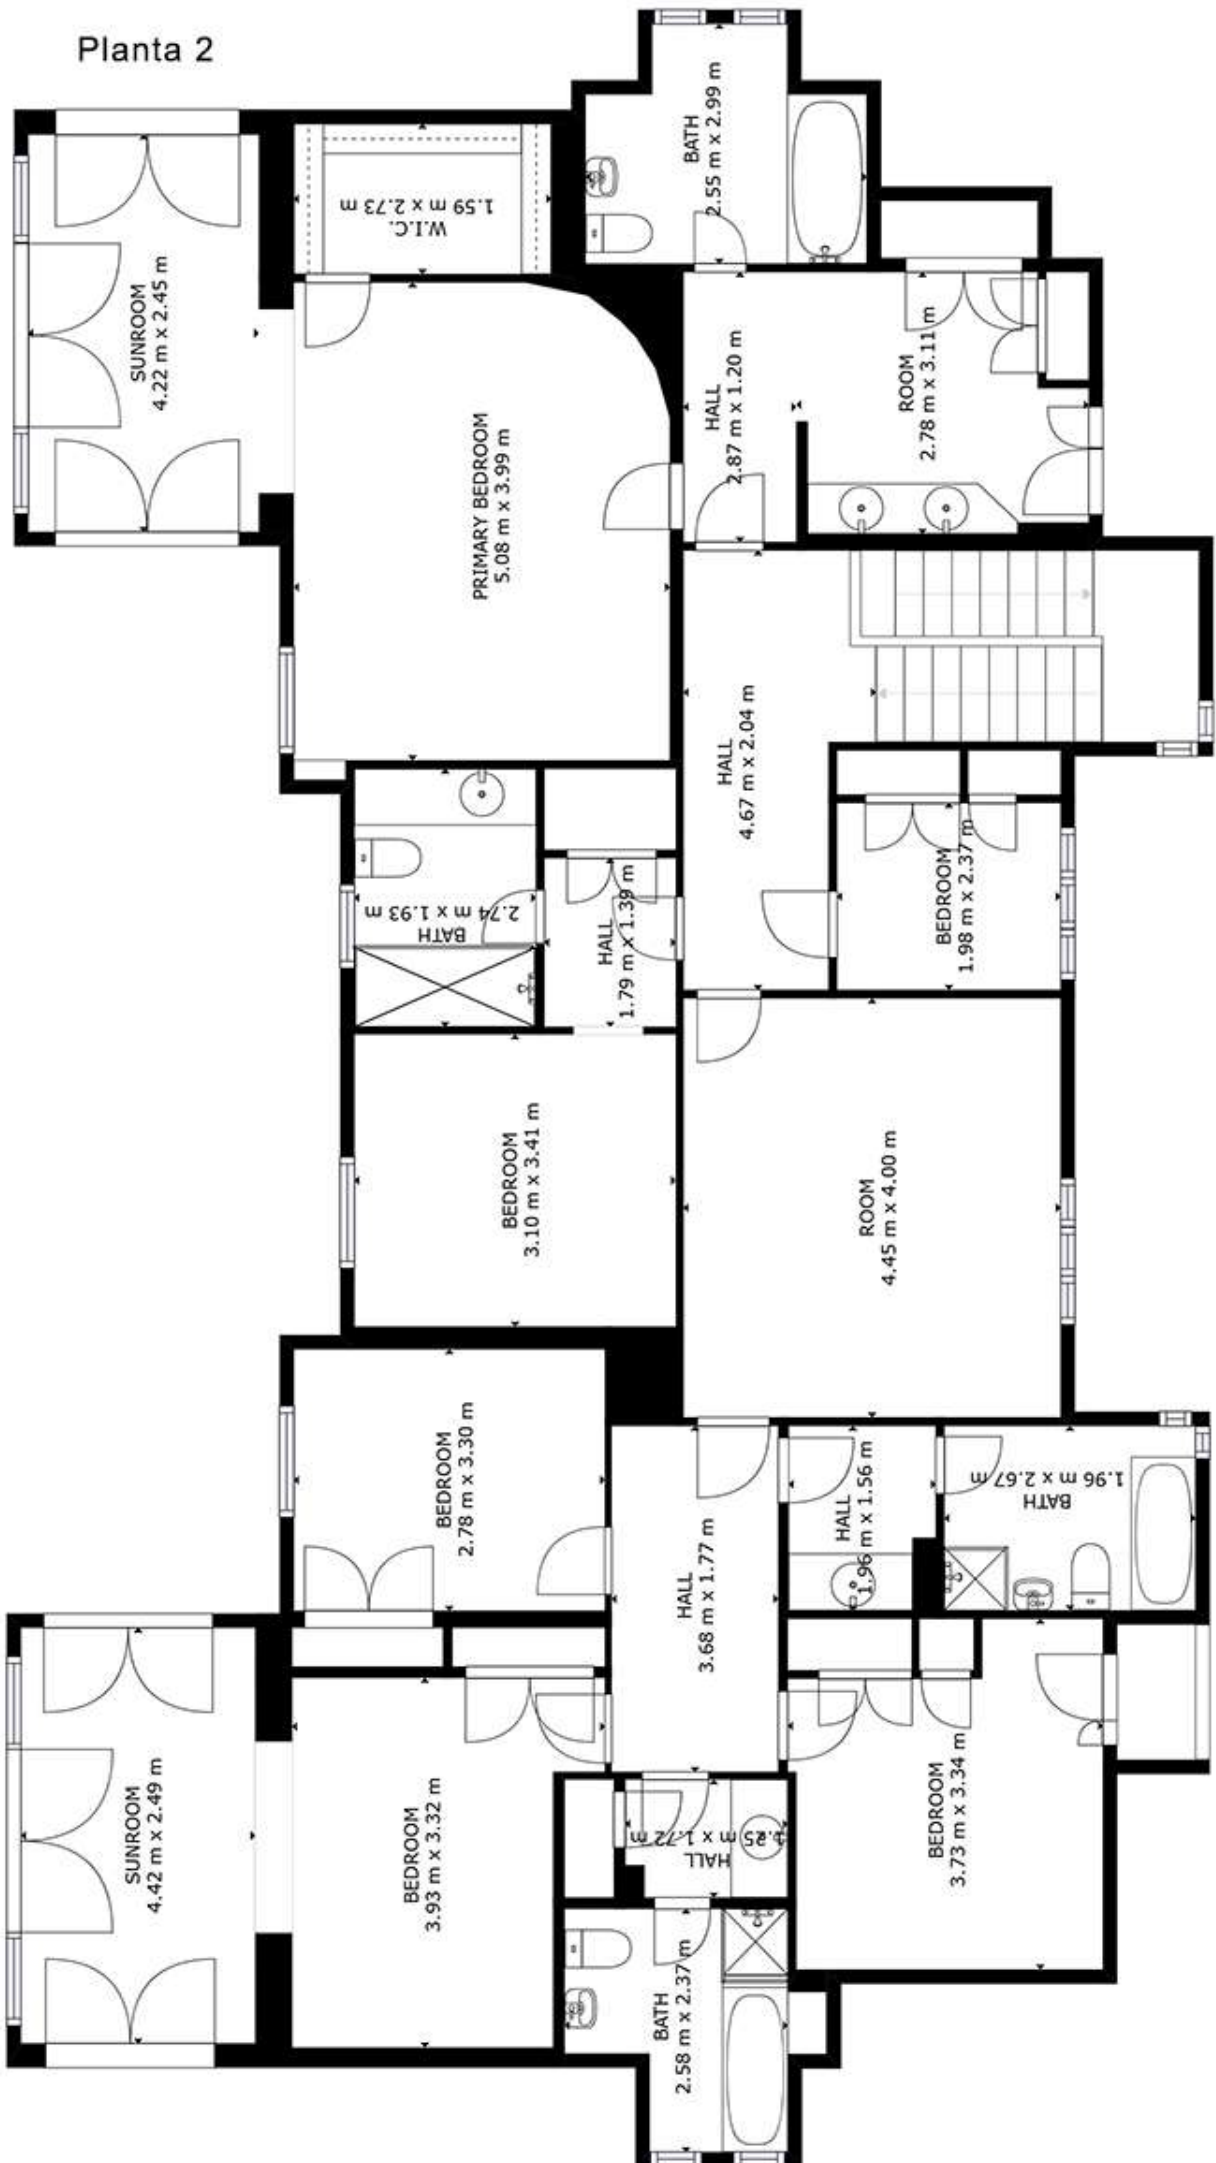 Planta 2
BATH
2.55 m x 2.99 m
W.I.C.
1.59 m x 2.73 m
SUNROOM
4.22 m x 2.45 m
HALL
2.87 m x 1.20 m
ROOM
2.78 m x 3.11 m
PRIMARY BEDROOM
5.08 m x 3.99 m
HALL
4.67 m x 2.04 m
BATH
2.74 m x 1.93 m
HALL
1.79 m x 1.39 m
BEDROOM
1.98 m x 2.37 m
BEDROOM
3.10 m x 3.41 m
ROOM
4.45 m x 4.00 m
BEDROOM
2.78 m x 3.30 m
HALL
3.68 m x 1.77 m
HALL
1.96 m x 1.56 m
BATH
1.96 m x 2.67 m
SUNROOM
4.42 m x 2.49 m
BEDROOM
3.93 m x 3.32 m
HALL
1.25 m x 1.72 m
BEDROOM
3.73 m x 3.34 m
BATH
2.58 m x 2.37 m